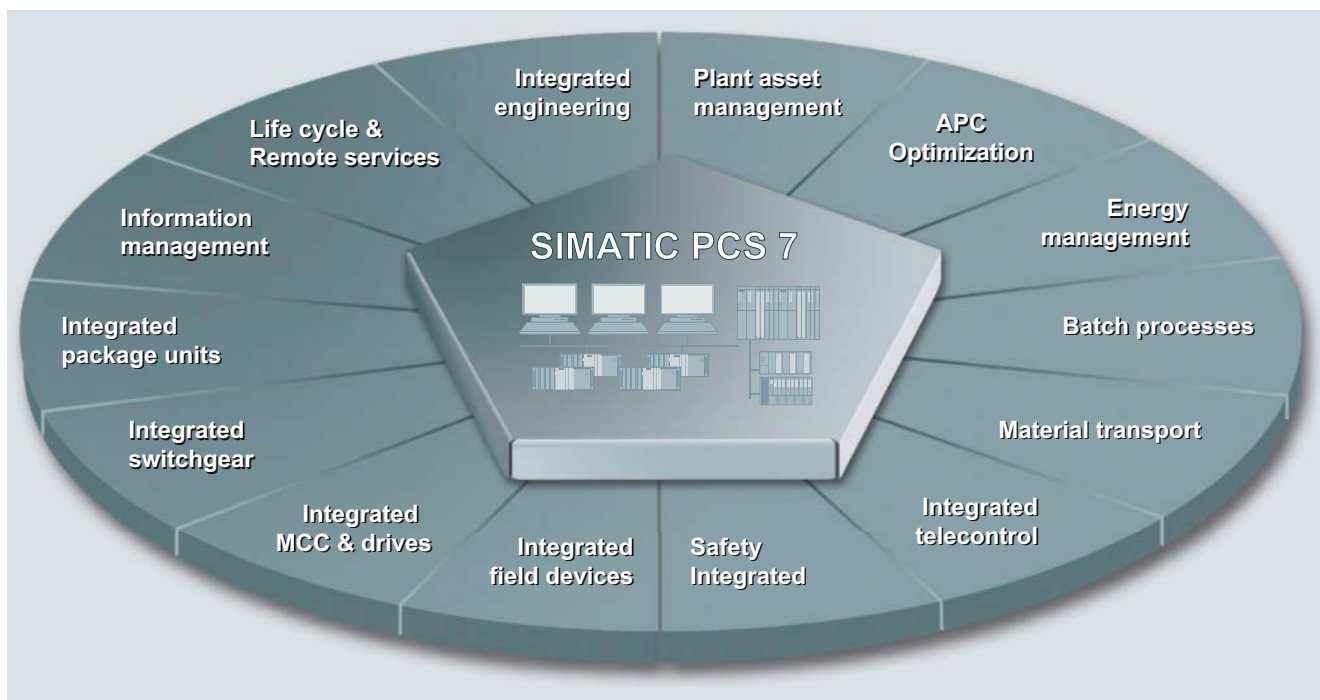 Integrated
engineering
Plant asset
management
APC
Optimization
Energy
management
Batch processes
Material transport
Integrated
telecontrol
Safety
Integrated
Integrated
field devices
Integrated
MCC & drives
Integrated
switchgear
Integrated
package units
Information
management
Life cycle &
Remote services
SIMATIC PCS 7